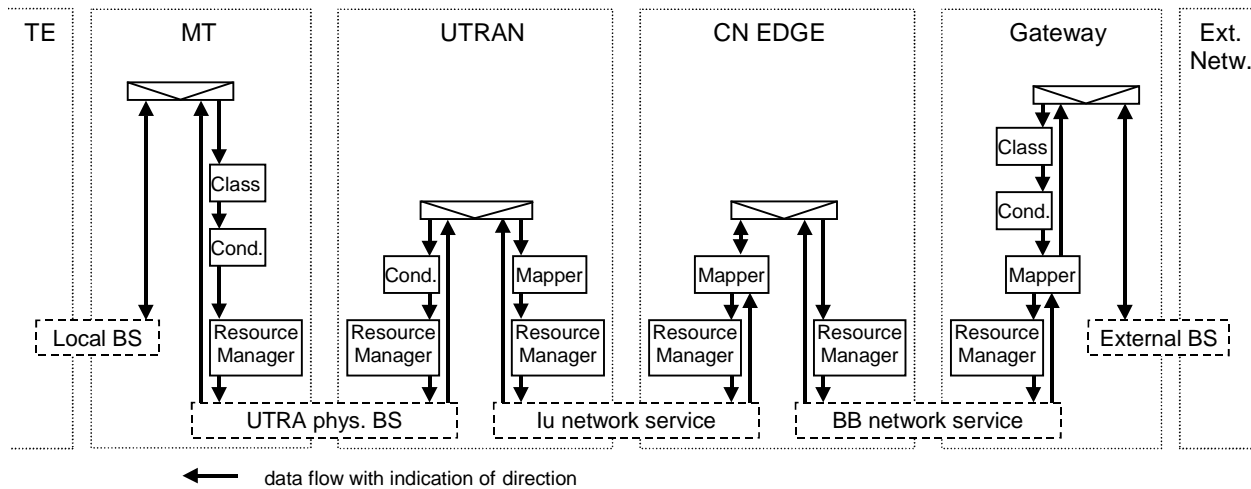 TE
MT
UTRAN
CN EDGE
Gateway
Ext.
Netw.
Class
Cond.
Resource
Manager
Local BS
Cond.
Resource
Manager
Mapper
Resource
Manager
Mapper
Resource
Manager
Resource
Manager
Class
Cond.
Mapper
Resource
Manager
External BS
UTRA phys. BS
Iu network service
BB network service
data flow with indication of direction